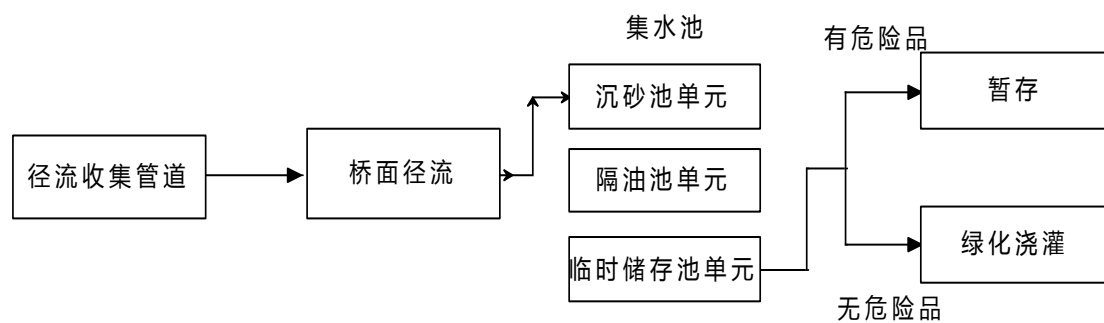 集水池
有危险品
沉砂池单元
暂存
径流收集管道
桥面径流
隔油池单元
临时储存池单元
绿化浇灌
无危险品